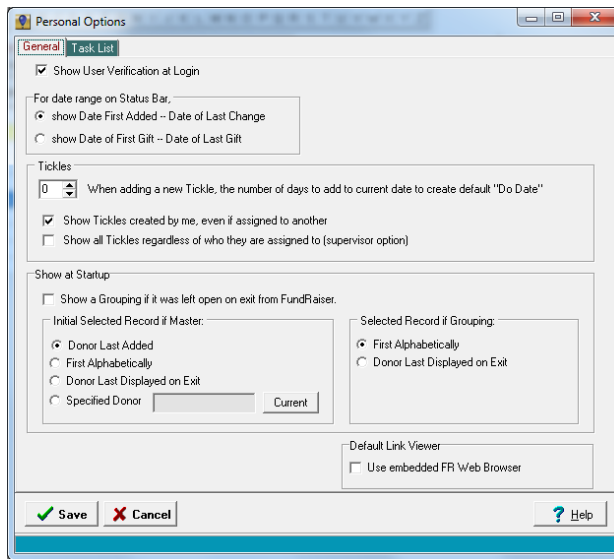 Personal Options
General Task List
Show User Verification at Login
For date range on Status Bar,
show Date First Added -- Date of Last Change
show Date of First Gift -- Date of Last Gift
Tickles
0 When adding a new Tickle, the number of days to add to current date to create default "Do Date"
Show Tickles created by me, even if assigned to another
Show all Tickles regardless of who they are assigned to (supervisor option)
Show at Startup
Show a Grouping if it was left open on exit from FundRaiser.
Initial Selected Record if Master:
Donor Last Added
First Alphabetically
Donor Last Displayed on Exit
Specified Donor Current
Selected Record if Grouping:
First Alphabetically
Donor Last Displayed on Exit
Default Link Viewer
Use embedded FR Web Browser
Save Cancel ? Help